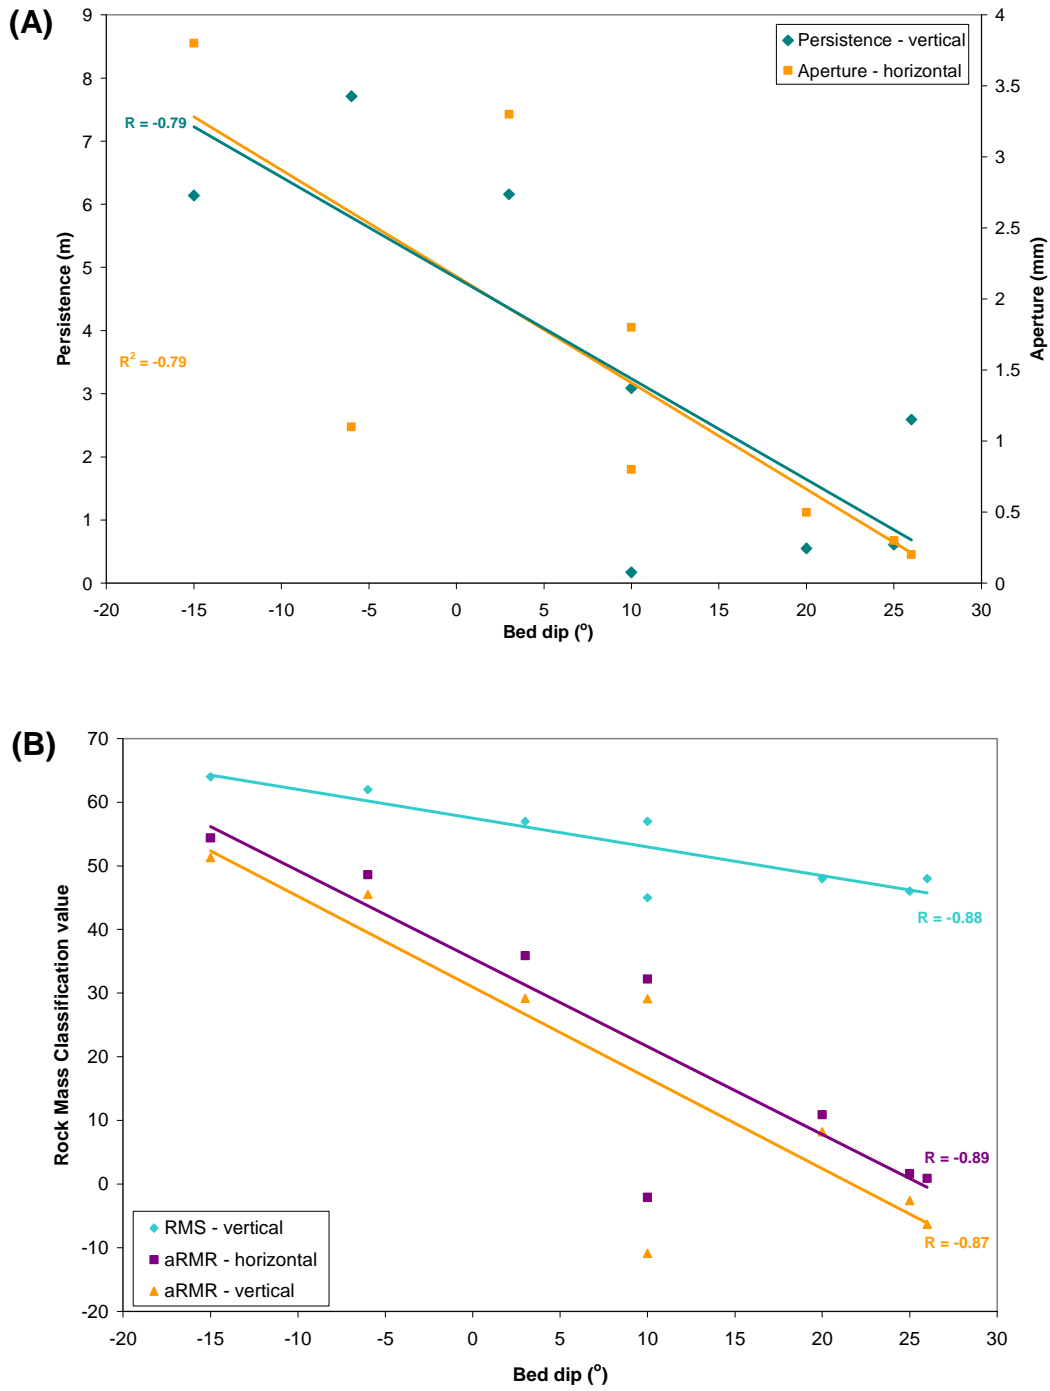 (A)
9
8
7
6
5
4
3
2
1
0
Persistence (m)
4
3.5
3
2.5
2
1.5
1
0.5
0
Aperture (mm)
Persistence - vertical
Aperture - horizontal
R = -0.79
R² = -0.79
-20 -15 -10 -5 0 5 10 15 20 25 30
Bed dip (º)
(B)
70
60
50
40
30
20
10
0
-10
-20
Rock Mass Classification value
R = -0.88
R = -0.89
R = -0.87
RMS - vertical
aRMR - horizontal
aRMR - vertical
-20 -15 -10 -5 0 5 10 15 20 25 30
Bed dip (º)